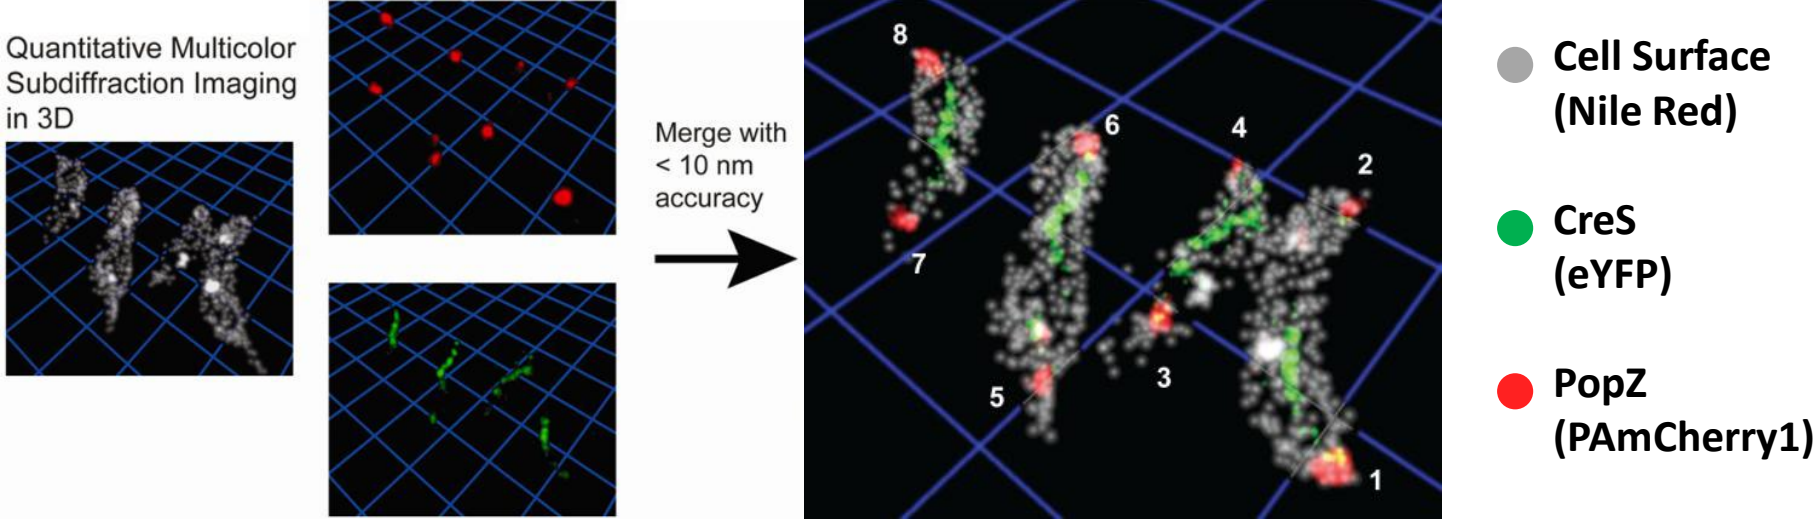 Quantitative Multicolor
Subdiffraction Imaging
in 3D
Merge with
< 10 nm
accuracy
8
6
4
2
7
3
5
1
Cell Surface
(Nile Red)
CreS
(eYFP)
PopZ
(PAmCherry1)